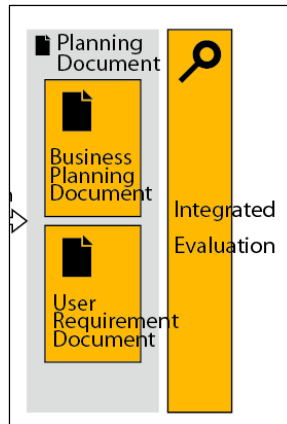 Planning
Document
Business
Planning
Document
User
Requirement
Document
Integrated
Evaluation